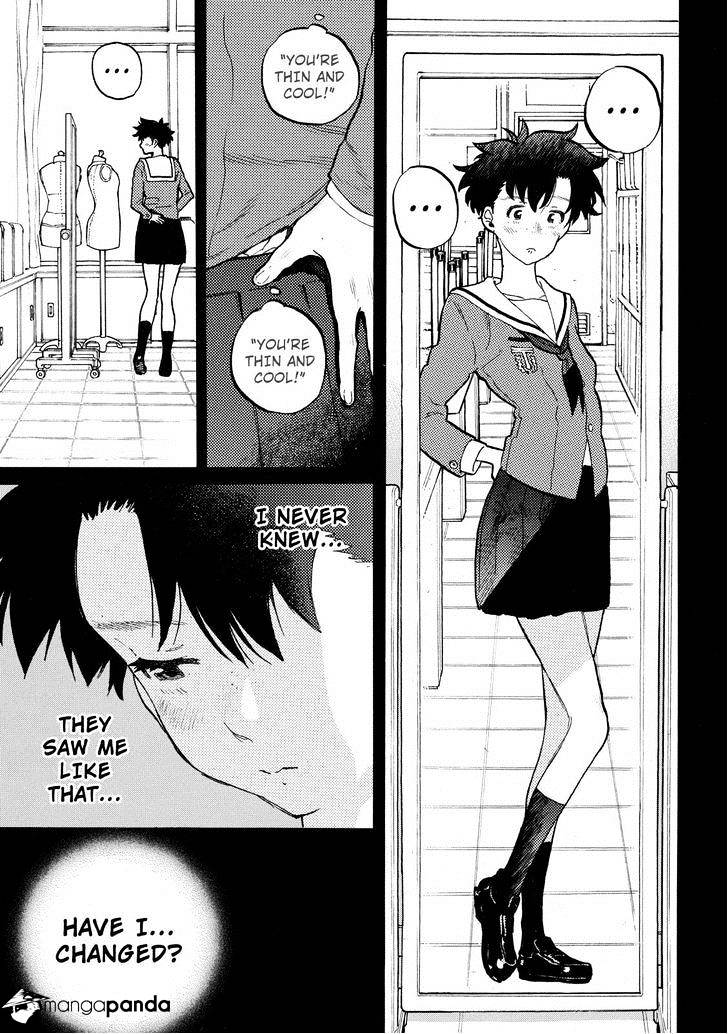 ...
...
"YOU'RE
THIN AND
COOL!"
"YOU'RE
THIN AND
COOL!"
...
I NEVER
KNEW...
THEY
SAW ME
LIKE
THAT...
HAVE I...
CHANGED?
mangapanda